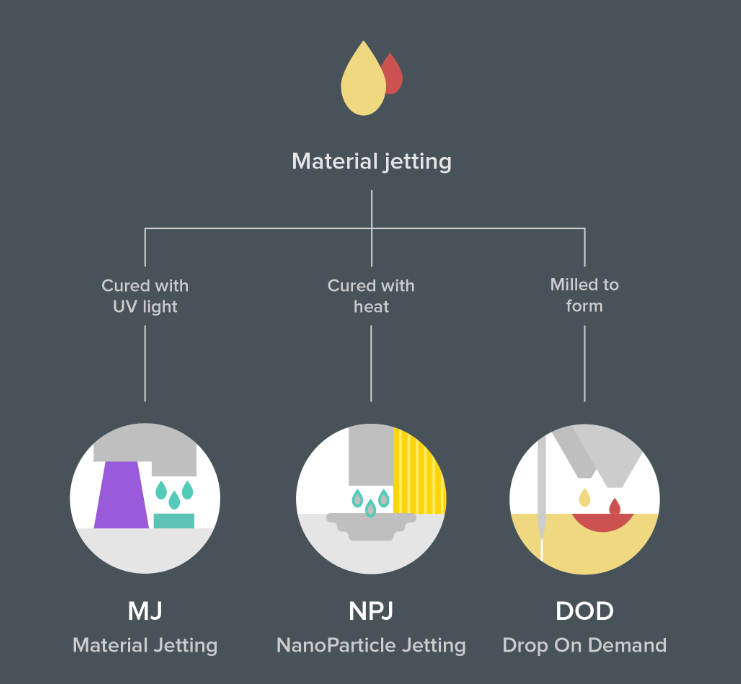 Material jetting
Cured with
UV light
Cured with
heat
Milled to
form
MJ
Material Jetting
NPJ
NanoParticle Jetting
DOD
Drop On Demand